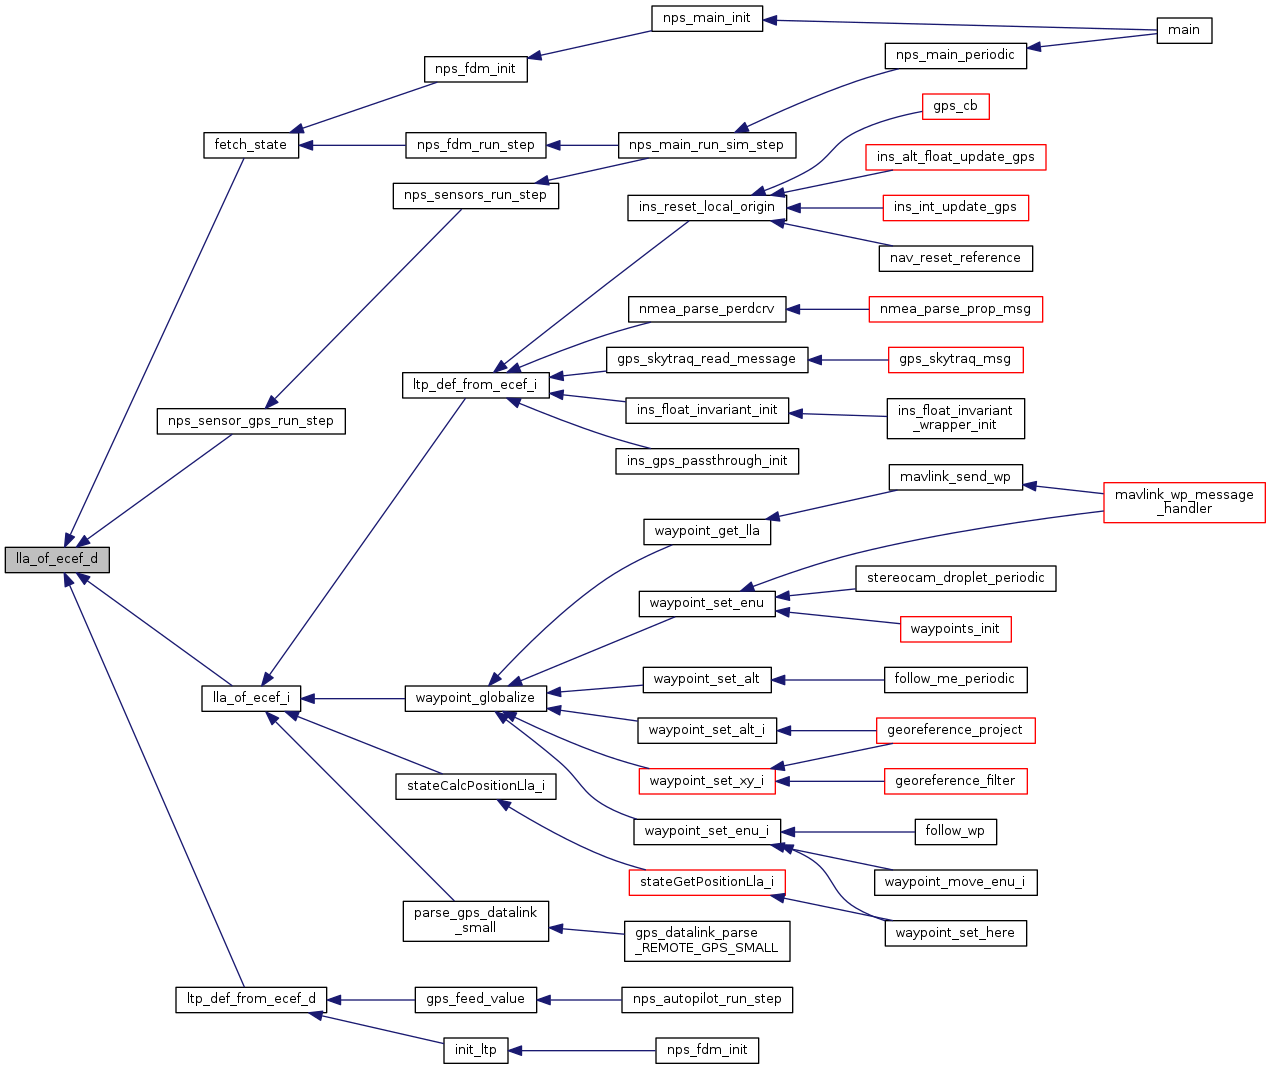 nps_main_init
main
nps_main_periodic
nps_fdm_init
gps_cb
fetch_state
nps_fdm_run_step
nps_main_run_sim_step
ins_alt_float_update_gps
nps_sensors_run_step
ins_reset_local_origin
ins_int_update_gps
nav_reset_reference
nmea_parse_perdcrv
nmea_parse_prop_msg
gps_skytraq_read_message
gps_skytraq_msg
ltp_def_from_ecef_i
ins_float_invariant_init
ins_float_invariant
_wrapper_init
nps_sensor_gps_run_step
ins_gps_passthrough_init
mavlink_send_wp
mavlink_wp_message
_handler
waypoint_get_lla
lla_of_ecef_d
stereocam_droplet_periodic
waypoint_set_enu
waypoints_init
waypoint_set_alt
follow_me_periodic
lla_of_ecef_i
waypoint_globalize
waypoint_set_alt_i
georeference_project
waypoint_set_xy_i
georeference_filter
stateCalcPositionLla_i
waypoint_set_enu_i
follow_wp
stateGetPositionLla_i
waypoint_move_enu_i
parse_gps_datalink
_small
gps_datalink_parse
_REMOTE_GPS_SMALL
waypoint_set_here
ltp_def_from_ecef_d
gps_feed_value
nps_autopilot_run_step
init_ltp
nps_fdm_init